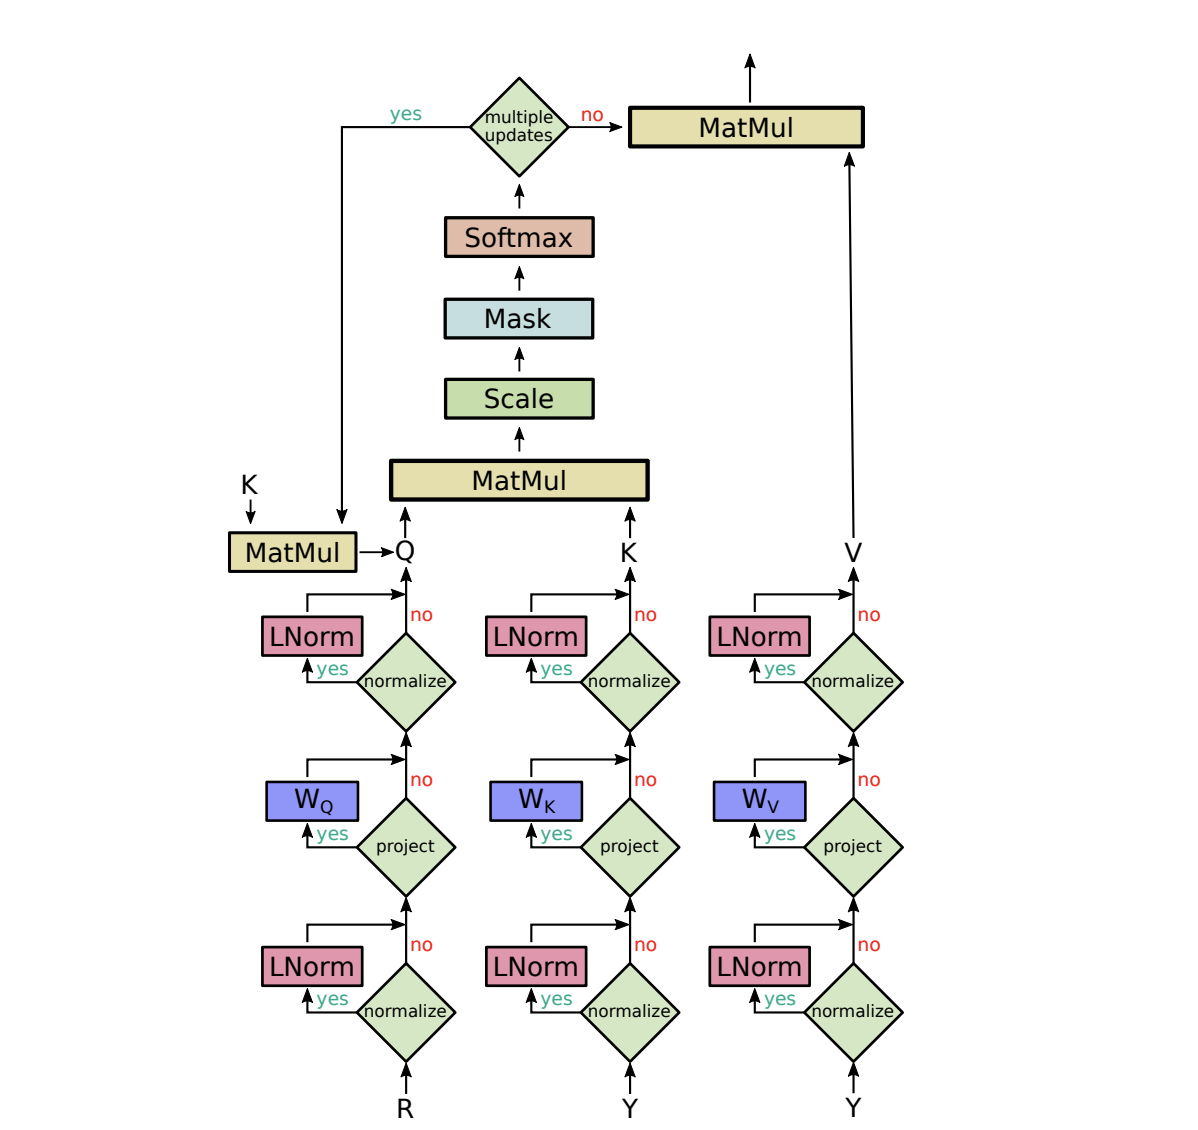 yes
multiple
updates
no
MatMul
Softmax
Mask
Scale
MatMul
K
MatMul
Q
K
V
no
no
no
LNorm
LNorm
LNorm
yes
yes
yes
normalize
normalize
normalize
no
no
no
W_Q
W_K
W_V
yes
yes
yes
project
project
project
no
no
no
LNorm
LNorm
LNorm
yes
yes
yes
normalize
normalize
normalize
R
Y
Y